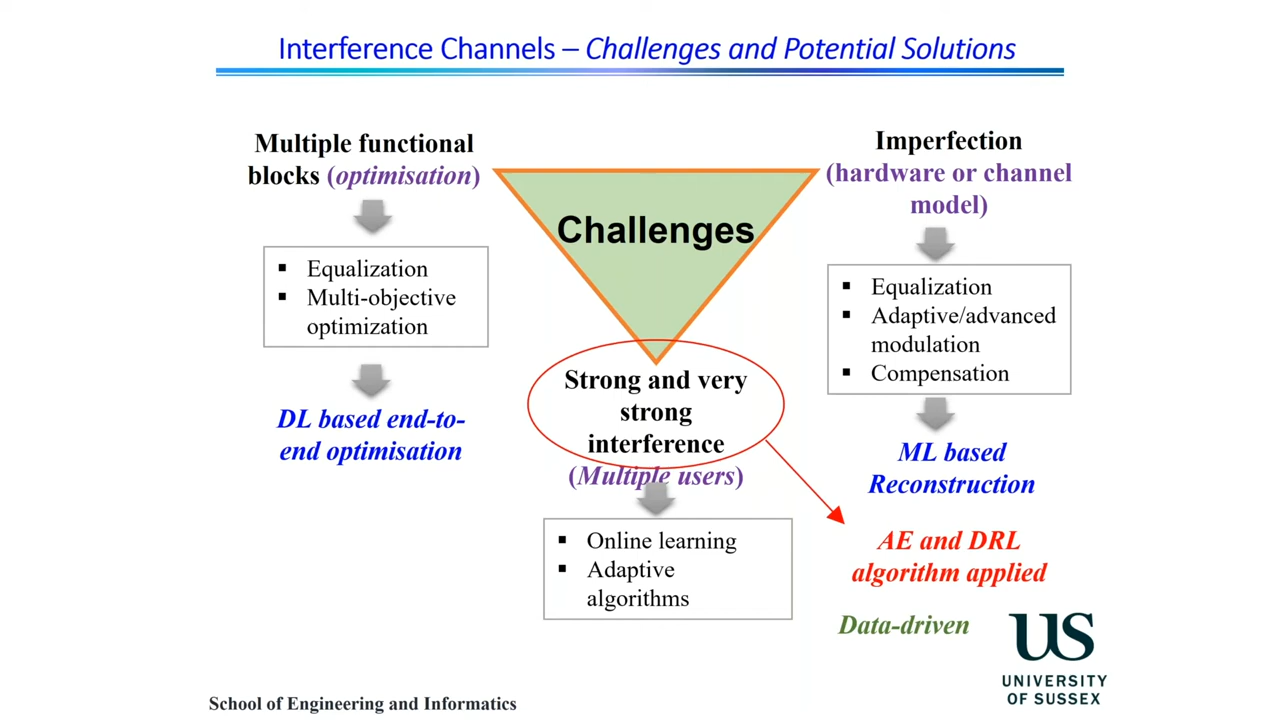 Interference Channels – Challenges and Potential Solutions
Multiple functional
blocks (optimisation)
▪ Equalization
▪ Multi-objective
optimization
DL based end-to-
end optimisation
Challenges
Strong and very
strong
interference
(Multiple users)
▪ Online learning
▪ Adaptive
algorithms
Imperfection
(hardware or channel
model)
▪ Equalization
▪ Adaptive/advanced
modulation
▪ Compensation
ML based
Reconstruction
AE and DRL
algorithm applied
Data-driven
US
UNIVERSITY
OF SUSSEX
School of Engineering and Informatics